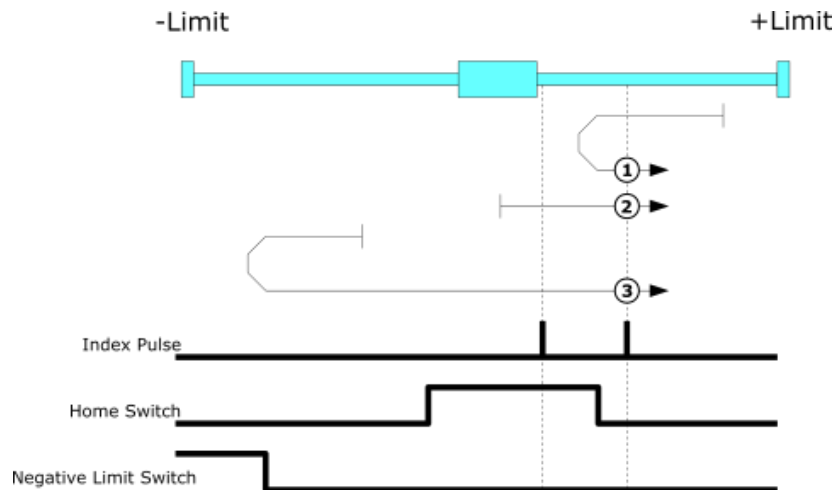 -Limit
+Limit
1
2
3
Index Pulse
Home Switch
Negative Limit Switch